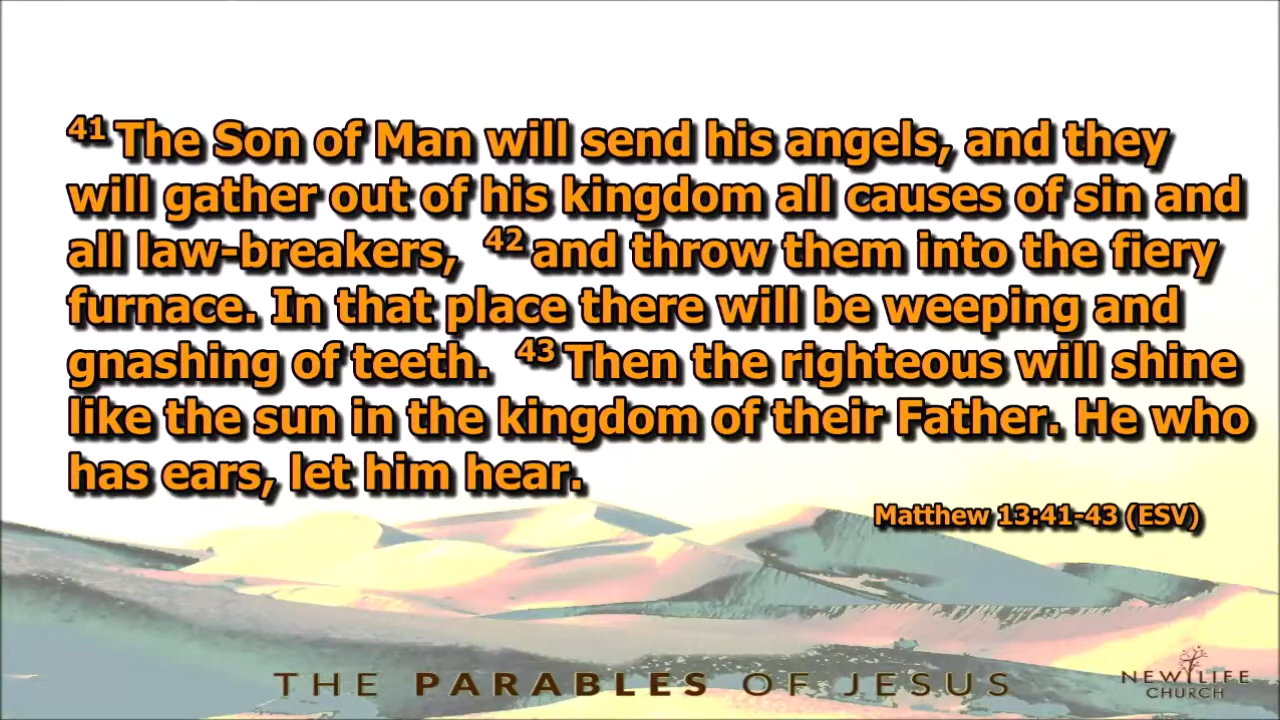 41 The Son of Man will send his angels, and they
will gather out of his kingdom all causes of sin and
all law-breakers, 42 and throw them into the fiery
furnace. In that place there will be weeping and
gnashing of teeth. 43 Then the righteous will shine
like the sun in the kingdom of their Father. He who
has ears, let him hear.
Matthew 13:41-43 (ESV)
THE PARABLES OF JESUS
NEW LIFE
CHURCH